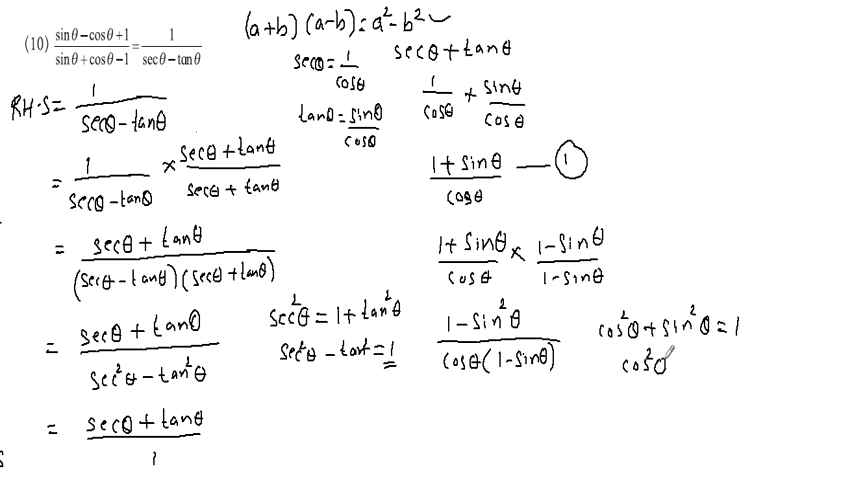 (10) (sinθ−cosθ+1)/(sinθ+cosθ−1) = 1/(secθ−tanθ)
(a+b)(a-b) = a²-b²
RH·S = 1/(secθ - tanθ)
= 1/(secθ - tanθ) × (secθ + tanθ)/(secθ + tanθ)
= (secθ + tanθ)/((secθ - tanθ)(secθ + tanθ))
= (secθ + tanθ)/(sec²θ - tan²θ)
= (secθ + tanθ)/1
secθ = 1/cosθ
tanθ = sinθ/cosθ
sec²θ = 1 + tan²θ
sec²θ - tan² = 1
secθ + tanθ
1/cosθ + sinθ/cosθ
(1 + sinθ)/cosθ — 1
(1 + sinθ)/cosθ × (1 - sinθ)/(1 - sinθ)
(1 - sin²θ)/(cosθ(1 - sinθ))
cos²θ + sin²θ = 1
cos²θ
s